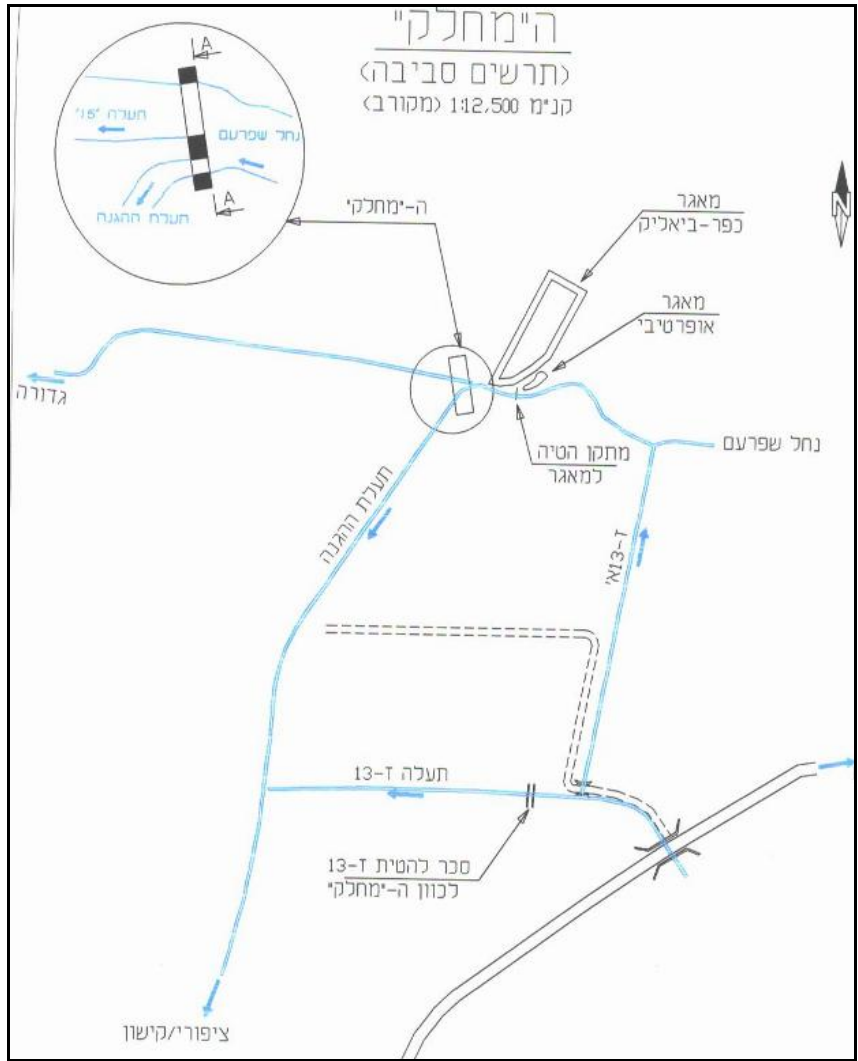 ה"מחלק"
(תרשים סביבה)
קנ"מ 1:12,500 (מקורב)
A
תעלה "15"
נחל שפרעם
תעלת ההגנה
A
ה-"מחלק"
מאגר
כפר-ביאליק
N
מאגר
אופרטיבי
גדורה
מתקן הטיה
למאגר
נחל שפרעם
תעלת ההגנה
ז-13א'
תעלה ז-13
סכר להטית ז-13
לכוון ה-"מחלק"
ציפורי/קישון